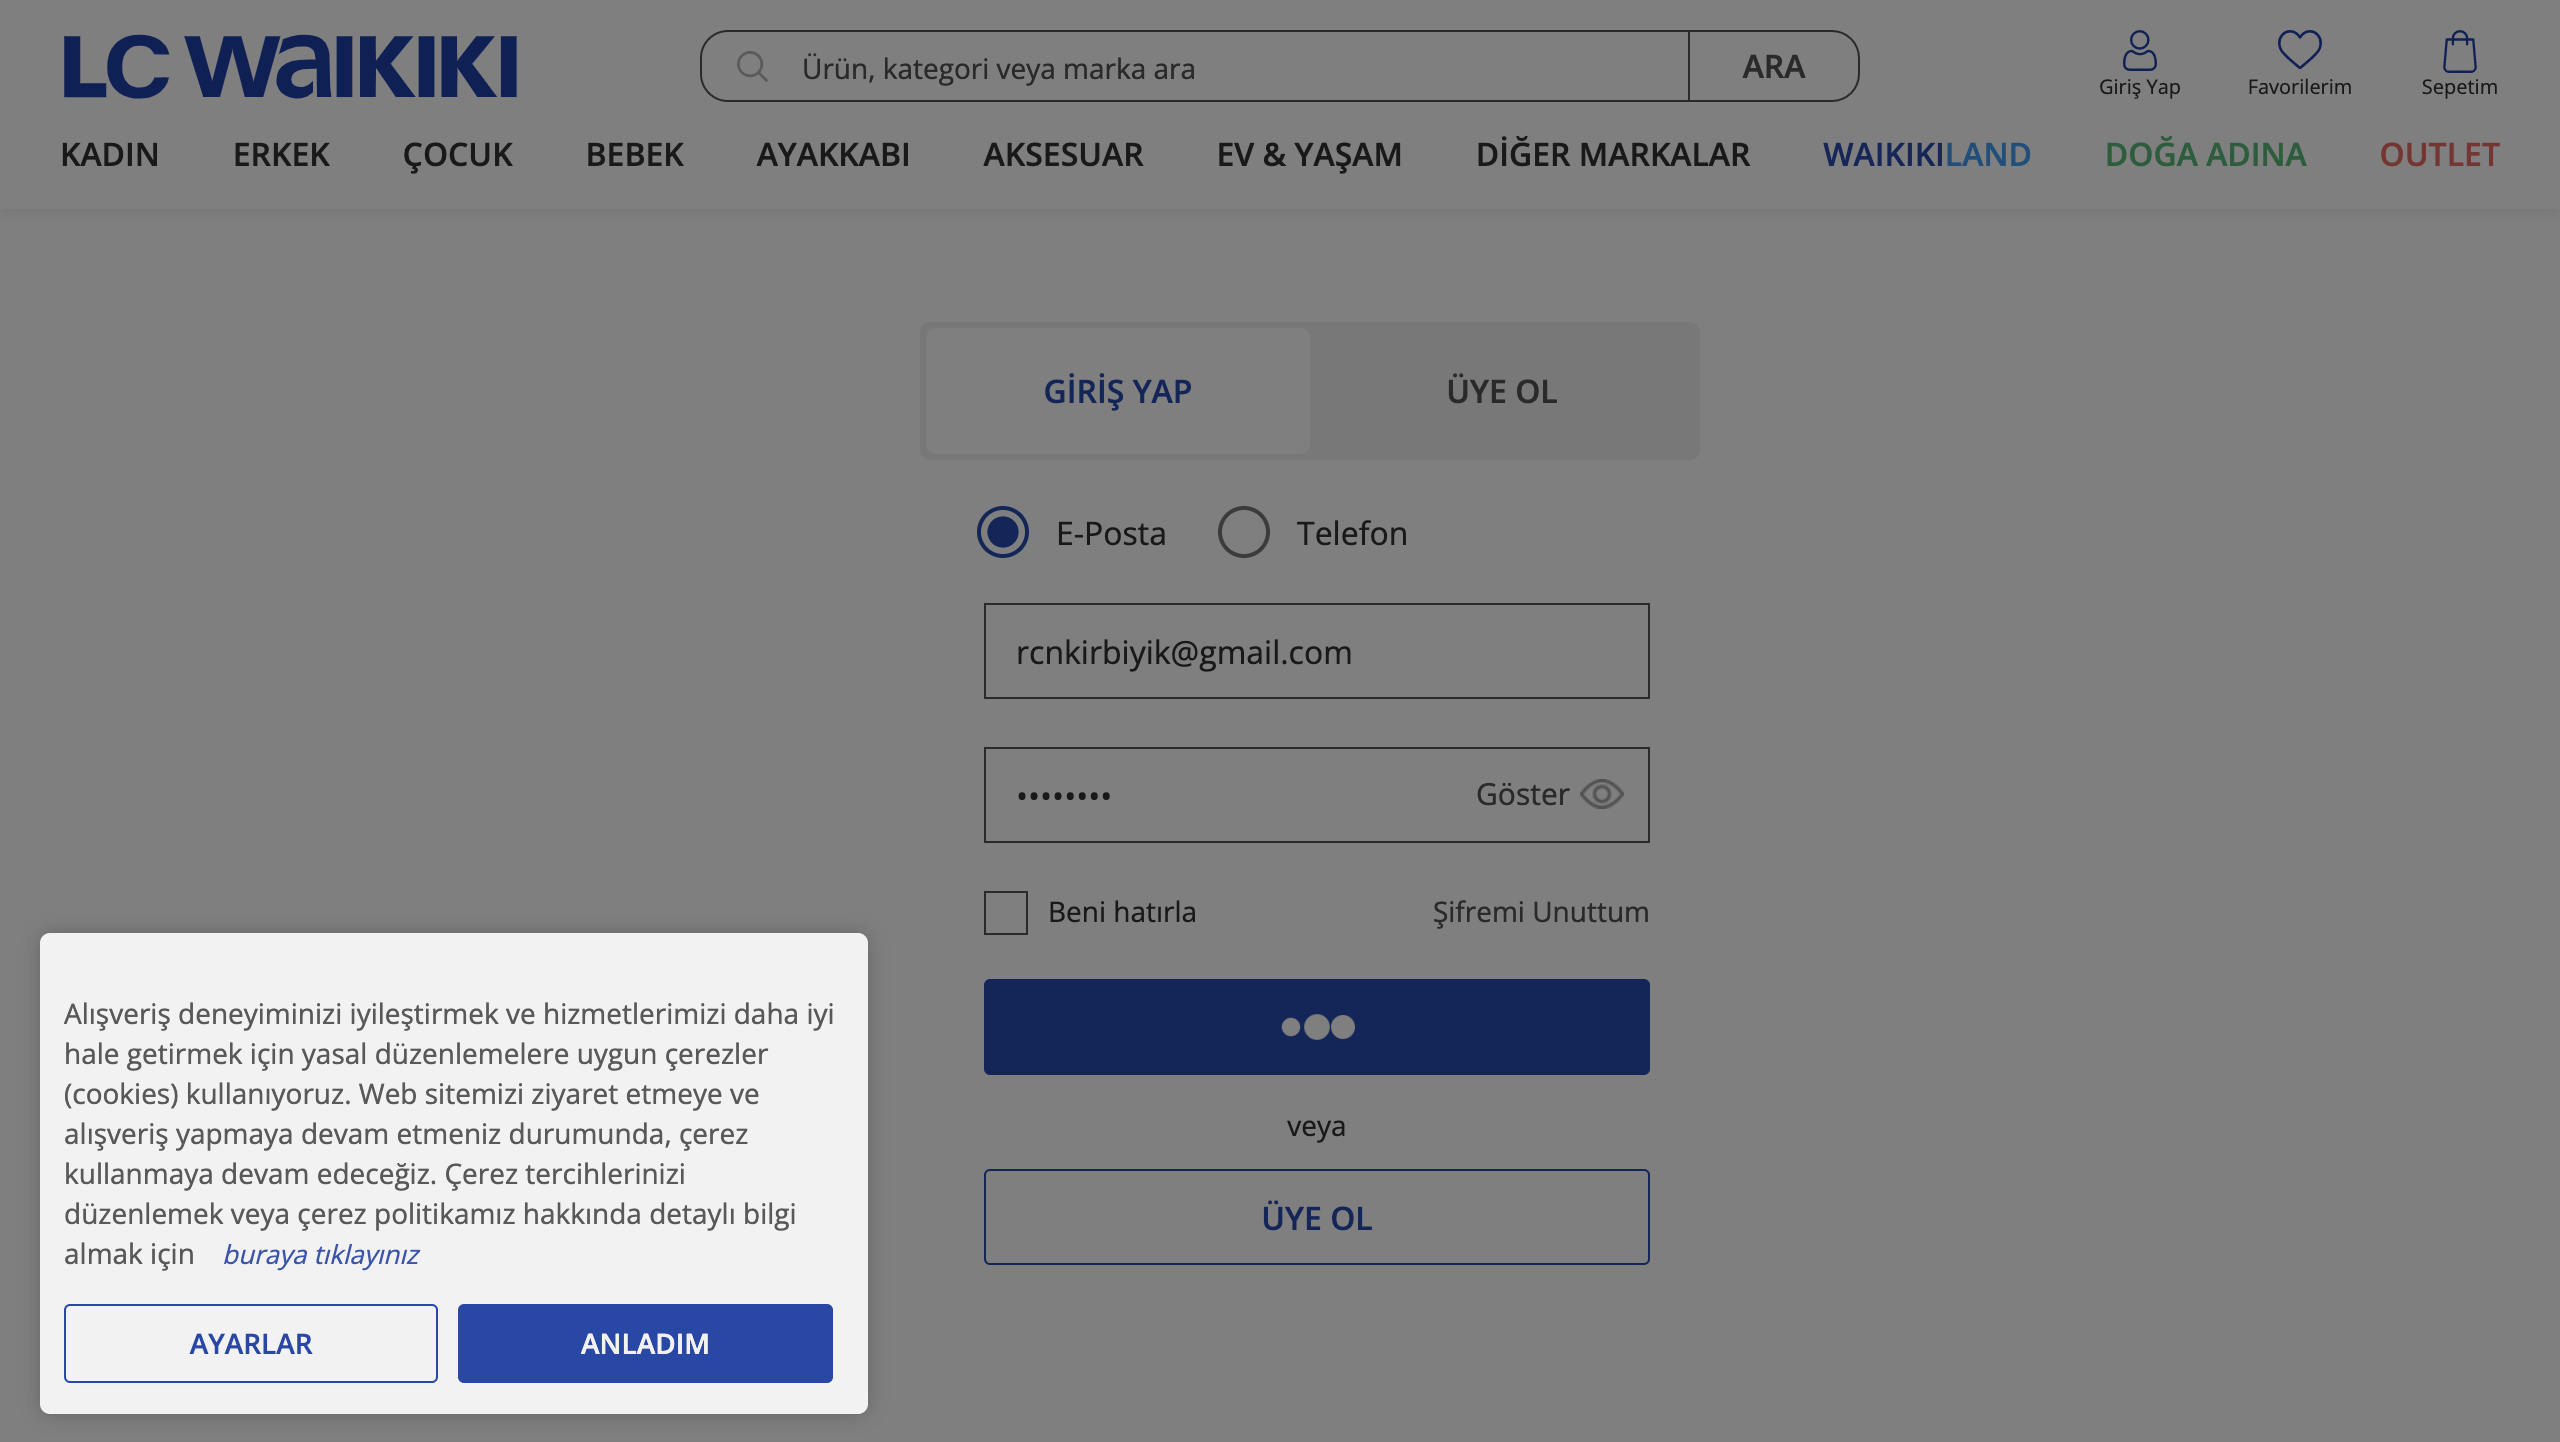 LC WAIKIKI
Ürün, kategori veya marka ara
ARA
Giriş Yap
Favorilerim
Sepetim
KADIN ERKEK ÇOCUK BEBEK AYAKKABI AKSESUAR EV & YAŞAM DİĞER MARKALAR WAIKIKILAND DOĞA ADINA OUTLET
GİRİŞ YAP
ÜYE OL
E-Posta
Telefon
rcnkirbiyik@gmail.com
••••••••
Göster
Beni hatırla
Şifremi Unuttum
veya
ÜYE OL
Alışveriş deneyiminizi iyileştirmek ve hizmetlerimizi daha iyi
hale getirmek için yasal düzenlemelere uygun çerezler
(cookies) kullanıyoruz. Web sitemizi ziyaret etmeye ve
alışveriş yapmaya devam etmeniz durumunda, çerez
kullanmaya devam edeceğiz. Çerez tercihlerinizi
düzenlemek veya çerez politikamız hakkında detaylı bilgi
almak için buraya tıklayınız
AYARLAR
ANLADIM